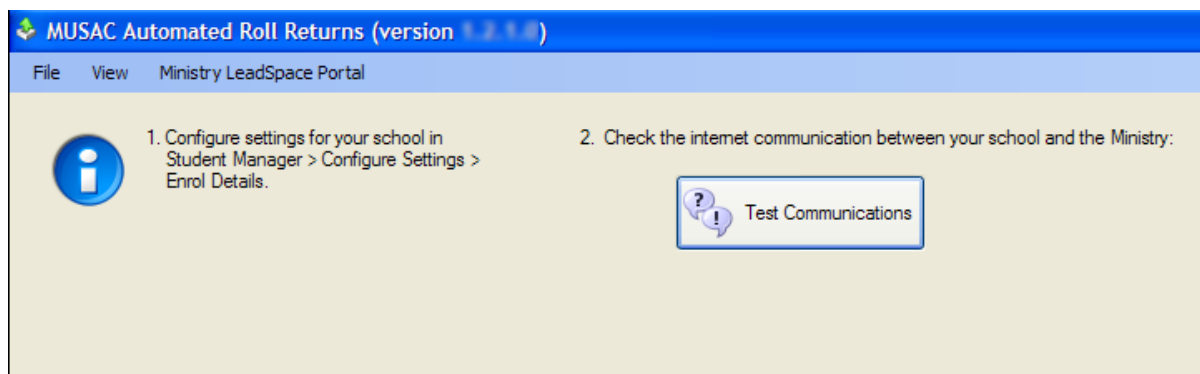 MUSAC Automated Roll Returns (version )
File View Ministry LeadSpace Portal
1. Configure settings for your school in
Student Manager > Configure Settings >
Enrol Details.
2. Check the internet communication between your school and the Ministry:
? ! Test Communications